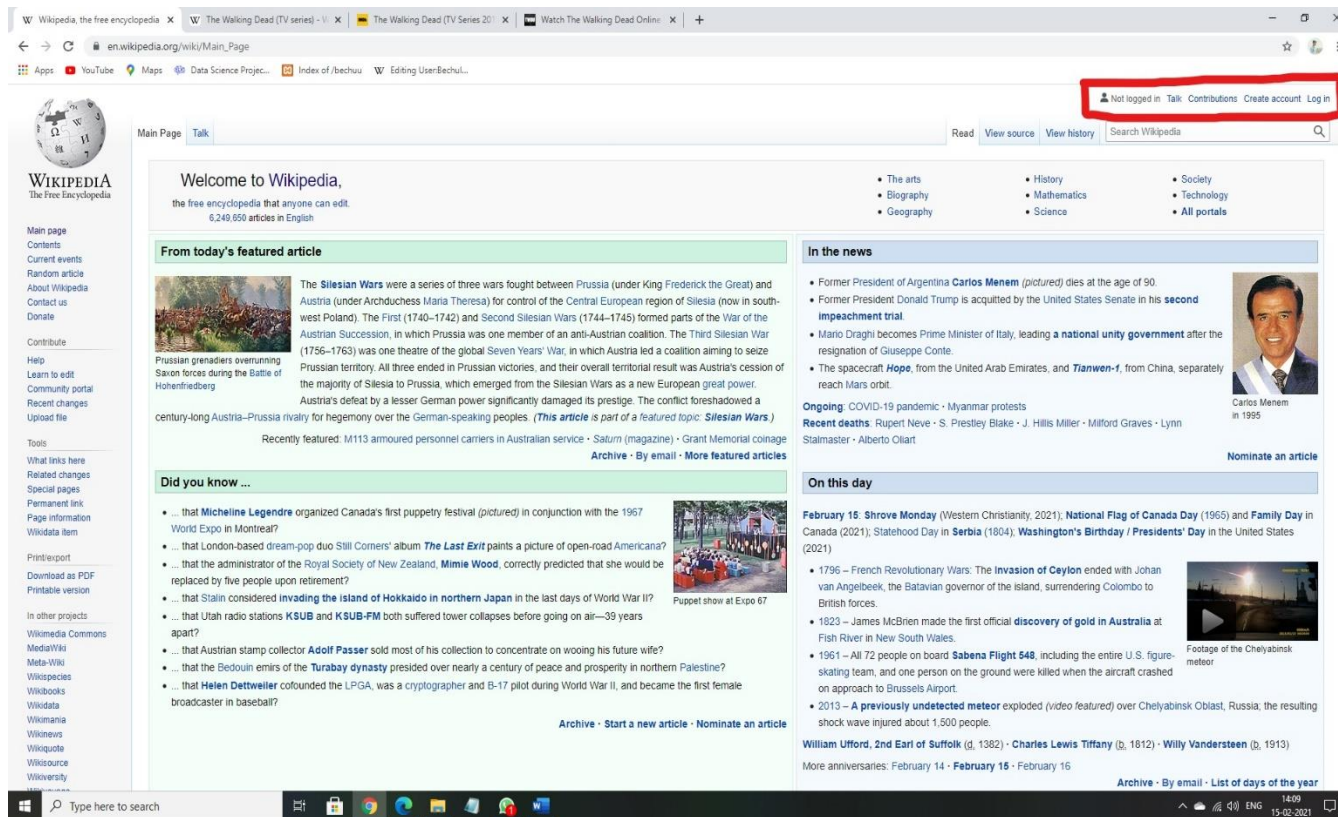 Wikipedia, the free encyclopedia
The Walking Dead (TV series) - W
The Walking Dead (TV Series 201
Watch The Walking Dead Online
en.wikipedia.org/wiki/Main_Page
Apps YouTube Maps Data Science Projec... Index of /bechuu Editing User:Bechul...
Not logged in Talk Contributions Create account Log in
Main Page Talk
Read View source View history Search Wikipedia
WIKIPEDIA
The Free Encyclopedia
Main page
Contents
Current events
Random article
About Wikipedia
Contact us
Donate
Contribute
Help
Learn to edit
Community portal
Recent changes
Upload file
Tools
What links here
Related changes
Special pages
Permanent link
Page information
Wikidata item
Print/export
Download as PDF
Printable version
In other projects
Wikimedia Commons
MediaWiki
Meta-Wiki
Wikispecies
Wikibooks
Wikidata
Wikimania
Wikinews
Wikiquote
Wikisource
Wikiversity
Welcome to Wikipedia,
the free encyclopedia that anyone can edit.
6,249,650 articles in English
• The arts
• Biography
• Geography
• History
• Mathematics
• Science
• Society
• Technology
• All portals
From today's featured article
Prussian grenadiers overrunning
Saxon forces during the Battle of
Hohenfriedberg
The Silesian Wars were a series of three wars fought between Prussia (under King Frederick the Great) and
Austria (under Archduchess Maria Theresa) for control of the Central European region of Silesia (now in south-
west Poland). The First (1740–1742) and Second Silesian Wars (1744–1745) formed parts of the War of the
Austrian Succession, in which Prussia was one member of an anti-Austrian coalition. The Third Silesian War
(1756–1763) was one theatre of the global Seven Years' War, in which Austria led a coalition aiming to seize
Prussian territory. All three ended in Prussian victories, and their overall territorial result was Austria's cession of
the majority of Silesia to Prussia, which emerged from the Silesian Wars as a new European great power.
Austria's defeat by a lesser German power significantly damaged its prestige. The conflict foreshadowed a
century-long Austria–Prussia rivalry for hegemony over the German-speaking peoples. (This article is part of a featured topic: Silesian Wars.)
Recently featured: M113 armoured personnel carriers in Australian service • Saturn (magazine) • Grant Memorial coinage
Archive • By email • More featured articles
Did you know ...
• ... that Micheline Legendre organized Canada's first puppetry festival (pictured) in conjunction with the 1967
World Expo in Montreal?
• ... that London-based dream-pop duo Still Corners' album The Last Exit paints a picture of open-road Americana?
• ... that the administrator of the Royal Society of New Zealand, Mimie Wood, correctly predicted that she would be
replaced by five people upon retirement?
• ... that Stalin considered invading the island of Hokkaido in northern Japan in the last days of World War II?
• ... that Utah radio stations KSUB and KSUB-FM both suffered tower collapses before going on air—39 years
apart?
• ... that Austrian stamp collector Adolf Passer sold most of his collection to concentrate on wooing his future wife?
• ... that the Bedouin emirs of the Turabay dynasty presided over nearly a century of peace and prosperity in northern Palestine?
• ... that Helen Dettweiler cofounded the LPGA, was a cryptographer and B-17 pilot during World War II, and became the first female
broadcaster in baseball?
Puppet show at Expo 67
Archive • Start a new article • Nominate an article
In the news
• Former President of Argentina Carlos Menem (pictured) dies at the age of 90.
• Former President Donald Trump is acquitted by the United States Senate in his second
impeachment trial.
• Mario Draghi becomes Prime Minister of Italy, leading a national unity government after the
resignation of Giuseppe Conte.
• The spacecraft Hope, from the United Arab Emirates, and Tianwen-1, from China, separately
reach Mars orbit.
Carlos Menem
in 1995
Ongoing: COVID-19 pandemic • Myanmar protests
Recent deaths: Rupert Neve • S. Prestley Blake • J. Hillis Miller • Milford Graves • Lynn
Stalmaster • Alberto Oliart
Nominate an article
On this day
February 15: Shrove Monday (Western Christianity, 2021); National Flag of Canada Day (1965) and Family Day in
Canada (2021); Statehood Day in Serbia (1804); Washington's Birthday / Presidents' Day in the United States
(2021)
• 1796 – French Revolutionary Wars: The Invasion of Ceylon ended with Johan
van Angelbeek, the Batavian governor of the island, surrendering Colombo to
British forces.
• 1823 – James McBrien made the first official discovery of gold in Australia at
Fish River in New South Wales.
• 1961 – All 72 people on board Sabena Flight 548, including the entire U.S. figure-
skating team, and one person on the ground were killed when the aircraft crashed
on approach to Brussels Airport.
• 2013 – A previously undetected meteor exploded (video featured) over Chelyabinsk Oblast, Russia; the resulting
shock wave injured about 1,500 people.
Footage of the Chelyabinsk
meteor
William Ufford, 2nd Earl of Suffolk (d. 1382) • Charles Lewis Tiffany (b. 1812) • Willy Vandersteen (b. 1913)
More anniversaries: February 14 • February 15 • February 16
Archive • By email • List of days of the year
Type here to search
ENG
14:09
15-02-2021